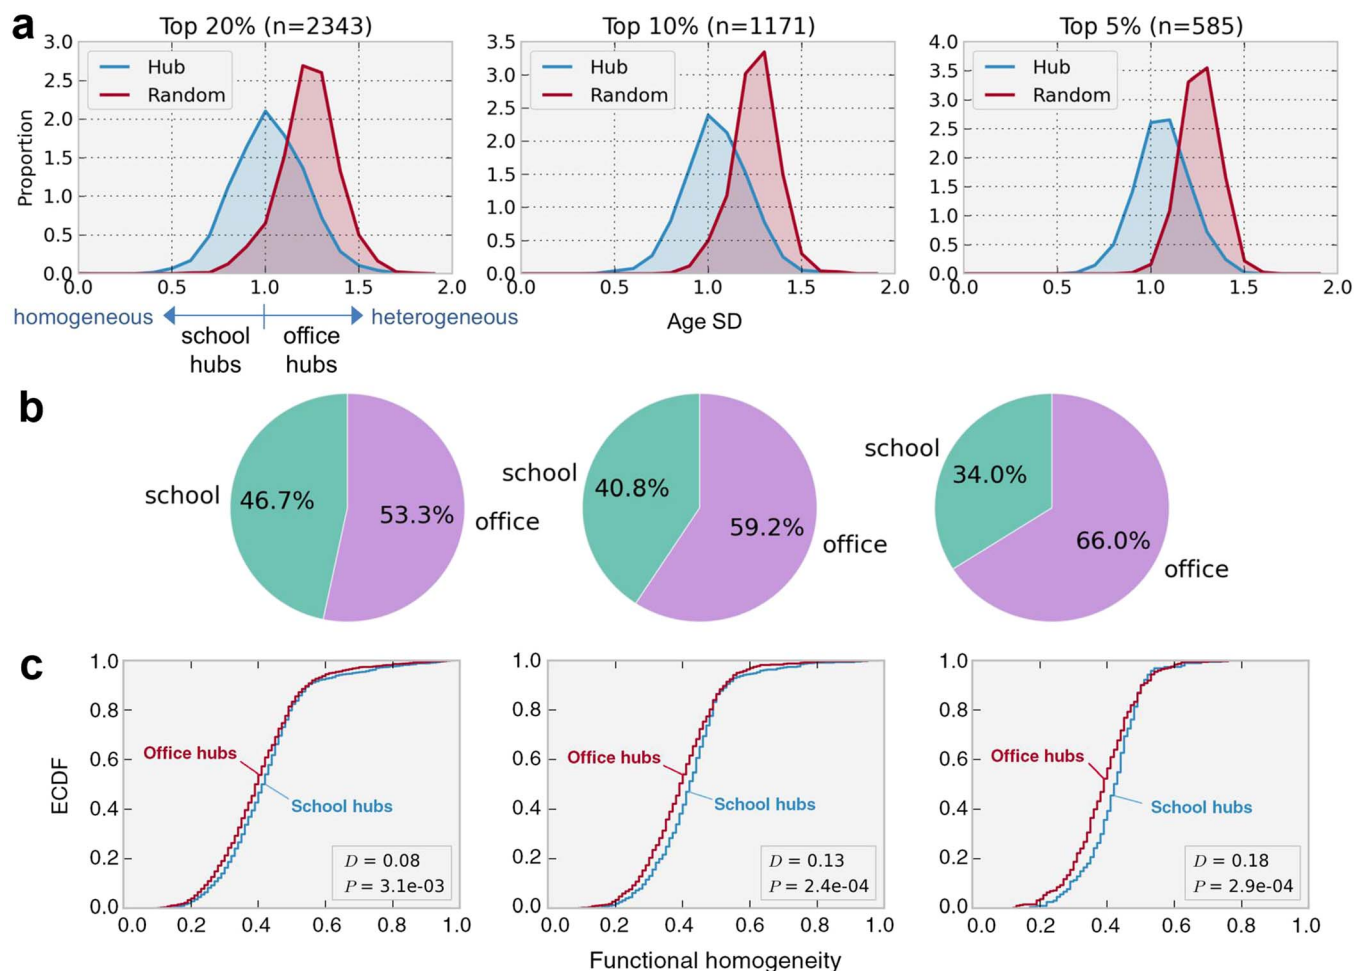 a
Top 20% (n=2343)
Top 10% (n=1171)
Top 5% (n=585)
Proportion
3.0
2.5
2.0
1.5
1.0
0.5
0.0
Hub
Random
0.0 0.5 1.0 1.5 2.0
3.5
3.0
2.5
2.0
1.5
1.0
0.5
0.0
Hub
Random
0.0 0.5 1.0 1.5 2.0
4.0
3.5
3.0
2.5
2.0
1.5
1.0
0.5
0.0
Hub
Random
0.0 0.5 1.0 1.5 2.0
homogeneous
heterogeneous
school
hubs
office
hubs
Age SD
b
school
46.7%
53.3%
office
school
40.8%
59.2%
office
school
34.0%
66.0%
office
c
ECDF
1.0
0.8
0.6
0.4
0.2
0.0
Office hubs
School hubs
D = 0.08
P = 3.1e-03
0.0 0.2 0.4 0.6 0.8 1.0
1.0
0.8
0.6
0.4
0.2
0.0
Office hubs
School hubs
D = 0.13
P = 2.4e-04
0.0 0.2 0.4 0.6 0.8 1.0
1.0
0.8
0.6
0.4
0.2
0.0
Office hubs
School hubs
D = 0.18
P = 2.9e-04
0.0 0.2 0.4 0.6 0.8 1.0
Functional homogeneity